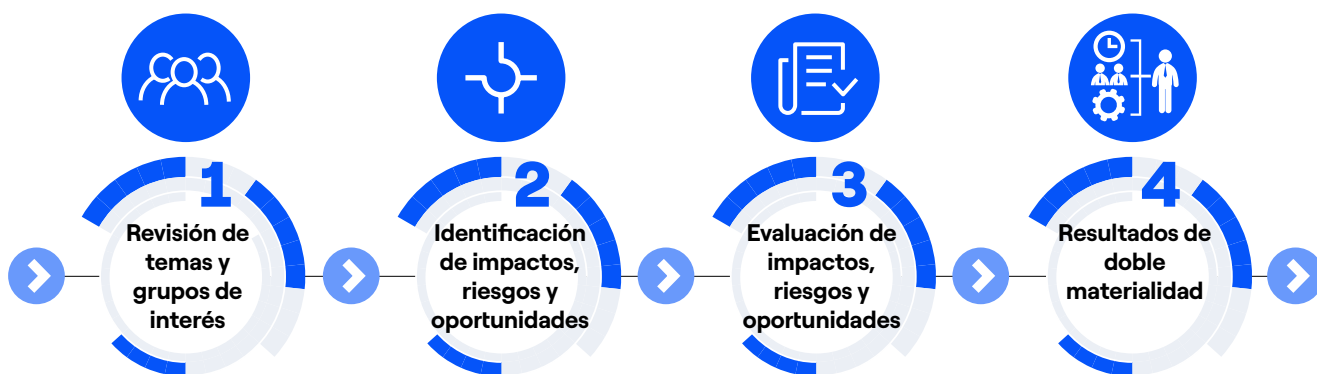 1
Revisión de
temas y
grupos de
interés
2
Identificación
de impactos,
riesgos y
oportunidades
3
Evaluación de
impactos,
riesgos y
oportunidades
4
Resultados de
doble
materialidad